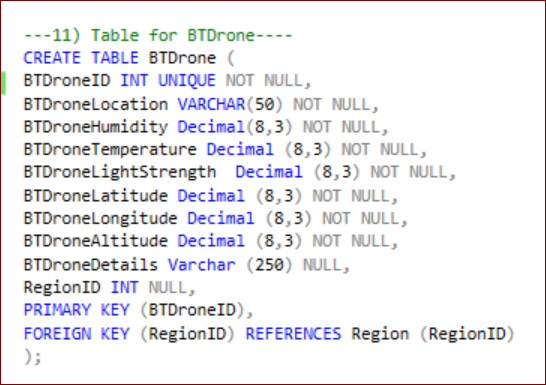 ---11) Table for BTDrone----
CREATE TABLE BTDrone (
BTDroneID INT UNIQUE NOT NULL,
BTDroneLocation VARCHAR(50) NOT NULL,
BTDroneHumidity Decimal(8,3) NOT NULL,
BTDroneTemperature Decimal (8,3) NOT NULL,
BTDroneLightStrength  Decimal (8,3) NOT NULL,
BTDroneLatitude Decimal (8,3) NOT NULL,
BTDroneLongitude Decimal (8,3) NOT NULL,
BTDroneAltitude Decimal (8,3) NOT NULL,
BTDroneDetails Varchar (250) NULL,
RegionID INT NULL,
PRIMARY KEY (BTDroneID),
FOREIGN KEY (RegionID) REFERENCES Region (RegionID)
);